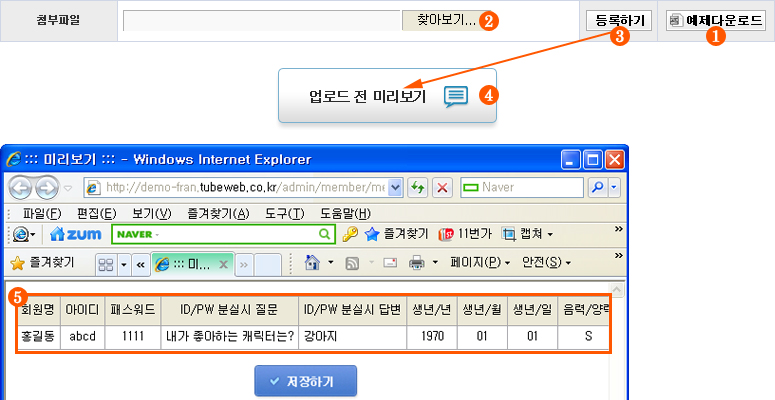 첨부파일 찾아보기... 2 등록하기 예제다운로드
3 1
업로드 전 미리보기 4
::: 미리보기 ::: - Windows Internet Explorer
http://demo-fran.tubeweb.co.kr/admin/member/me Naver
파일(F) 편집(E) 보기(V) 즐겨찾기(A) 도구(T) 도움말(H)
zum NAVER 즐겨찾기 11번가 캡쳐 »
즐겨찾기 « ::: 미... × » 페이지(P) 안전(S) »
5
회원명 아이디 패스워드 ID/PW 분실시 질문 ID/PW 분실시 답변 생년/년 생년/월 생년/일 음력/양력
홍길동 abcd 1111 내가 좋아하는 캐릭터는? 강아지 1970 01 01 S
저장하기